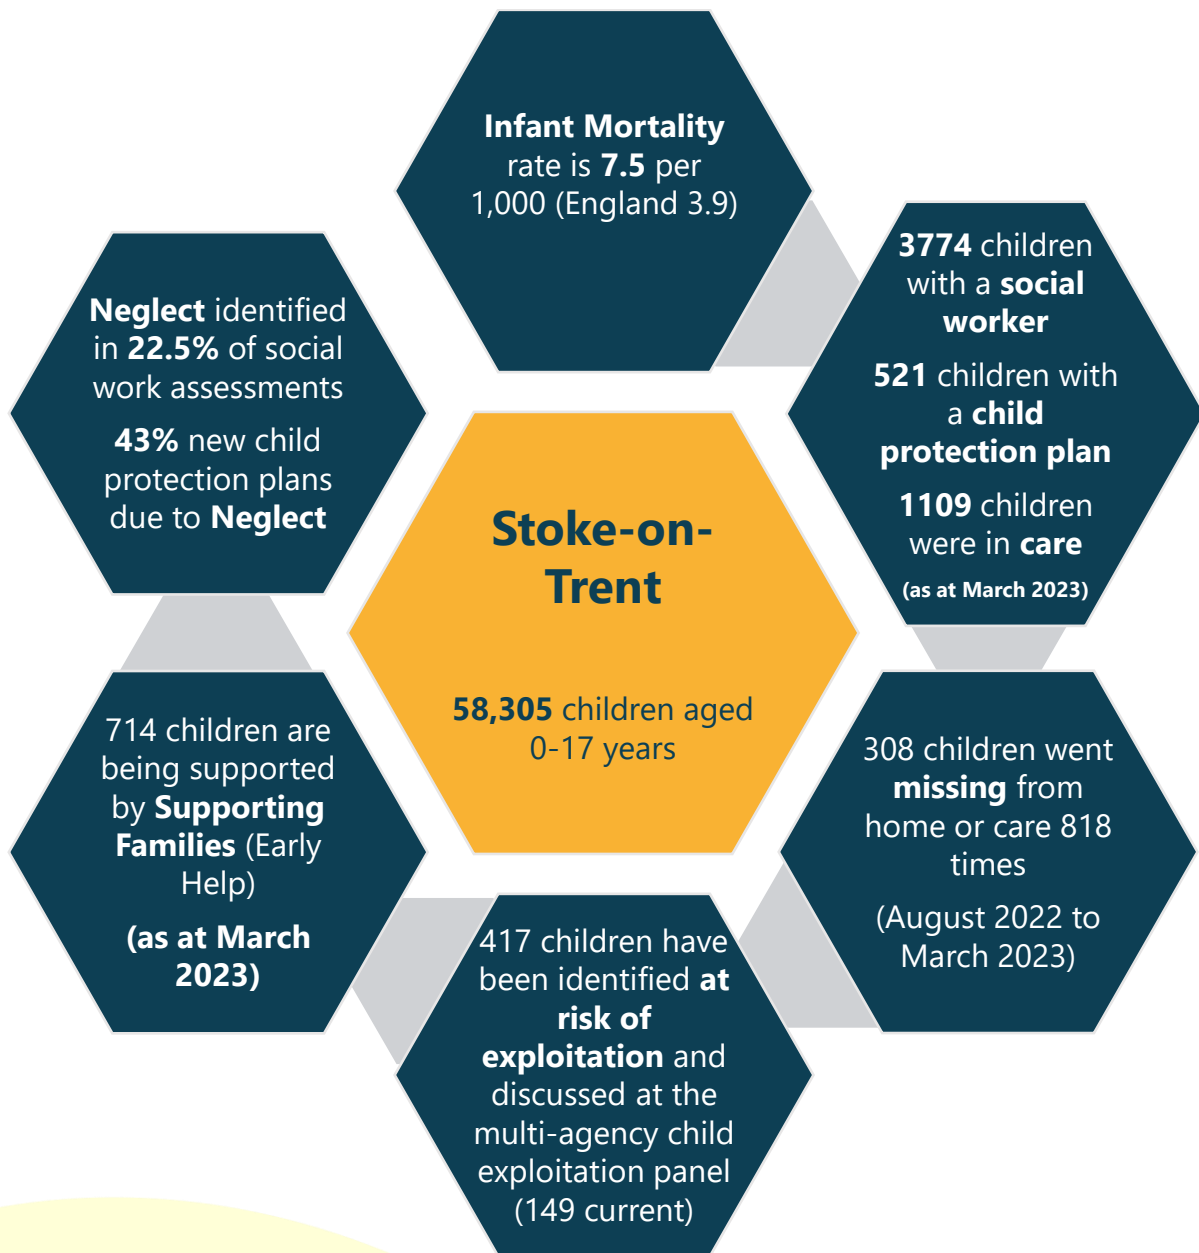 Infant Mortality
rate is 7.5 per
1,000 (England 3.9)
3774 children
with a social
worker
521 children with
a child
protection plan
1109 children
were in care
(as at March 2023)
308 children went
missing from
home or care 818
times
(August 2022 to
March 2023)
417 children have
been identified at
risk of
exploitation and
discussed at the
multi-agency child
exploitation panel
(149 current)
714 children are
being supported
by Supporting
Families (Early
Help)
(as at March
2023)
Neglect identified
in 22.5% of social
work assessments
43% new child
protection plans
due to Neglect
Stoke-on-
Trent
58,305 children aged
0-17 years